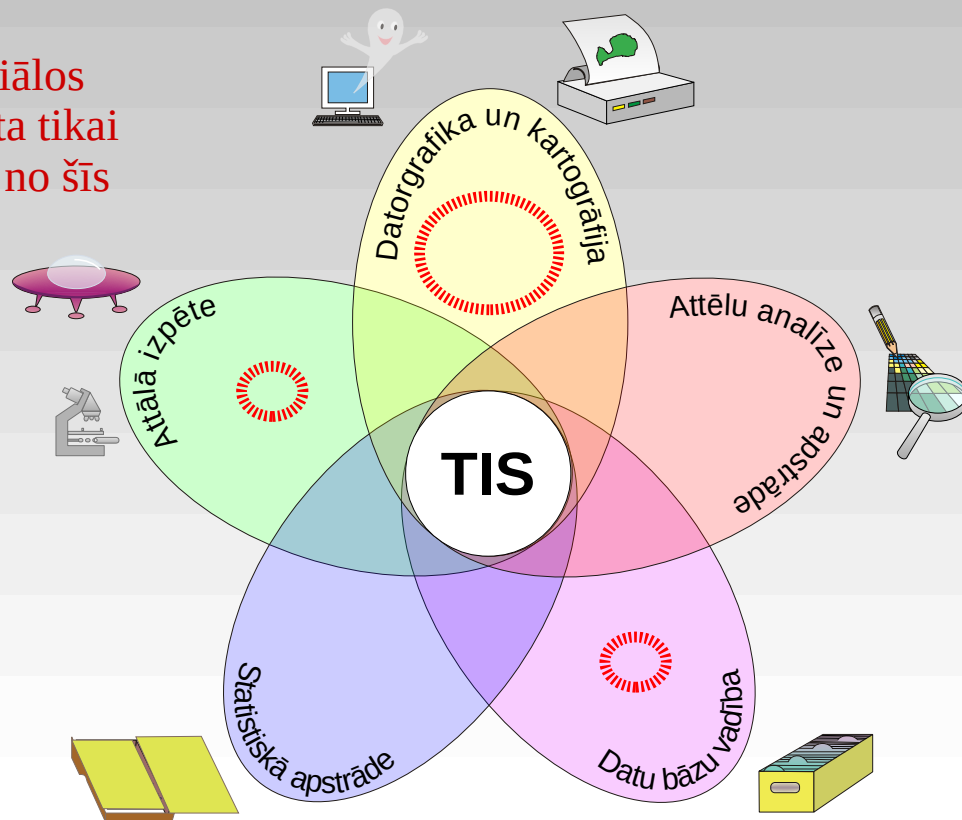 iālos
ta tikai
no šīs
Datorgrafika un kartogrāfija
Attālā izpēte
Attēlu analīze un apstrāde
TIS
Statistiskā apstrāde
Datu bāzu vadība